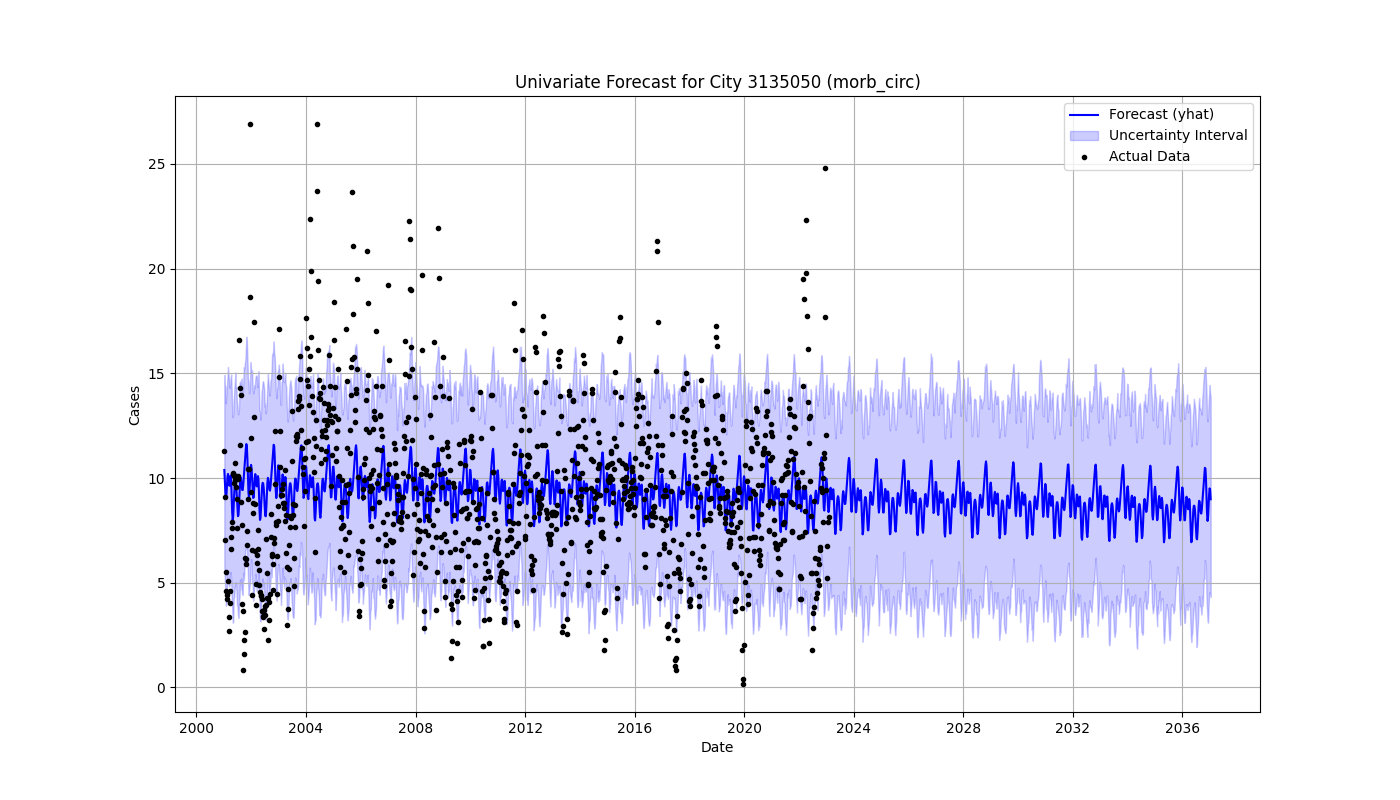 Univariate Forecast for City 3135050 (morb_circ)
Forecast (yhat)
Uncertainty Interval
Actual Data
25
20
15
10
5
0
Cases
2000 2004 2008 2012 2016 2020 2024 2028 2032 2036
Date